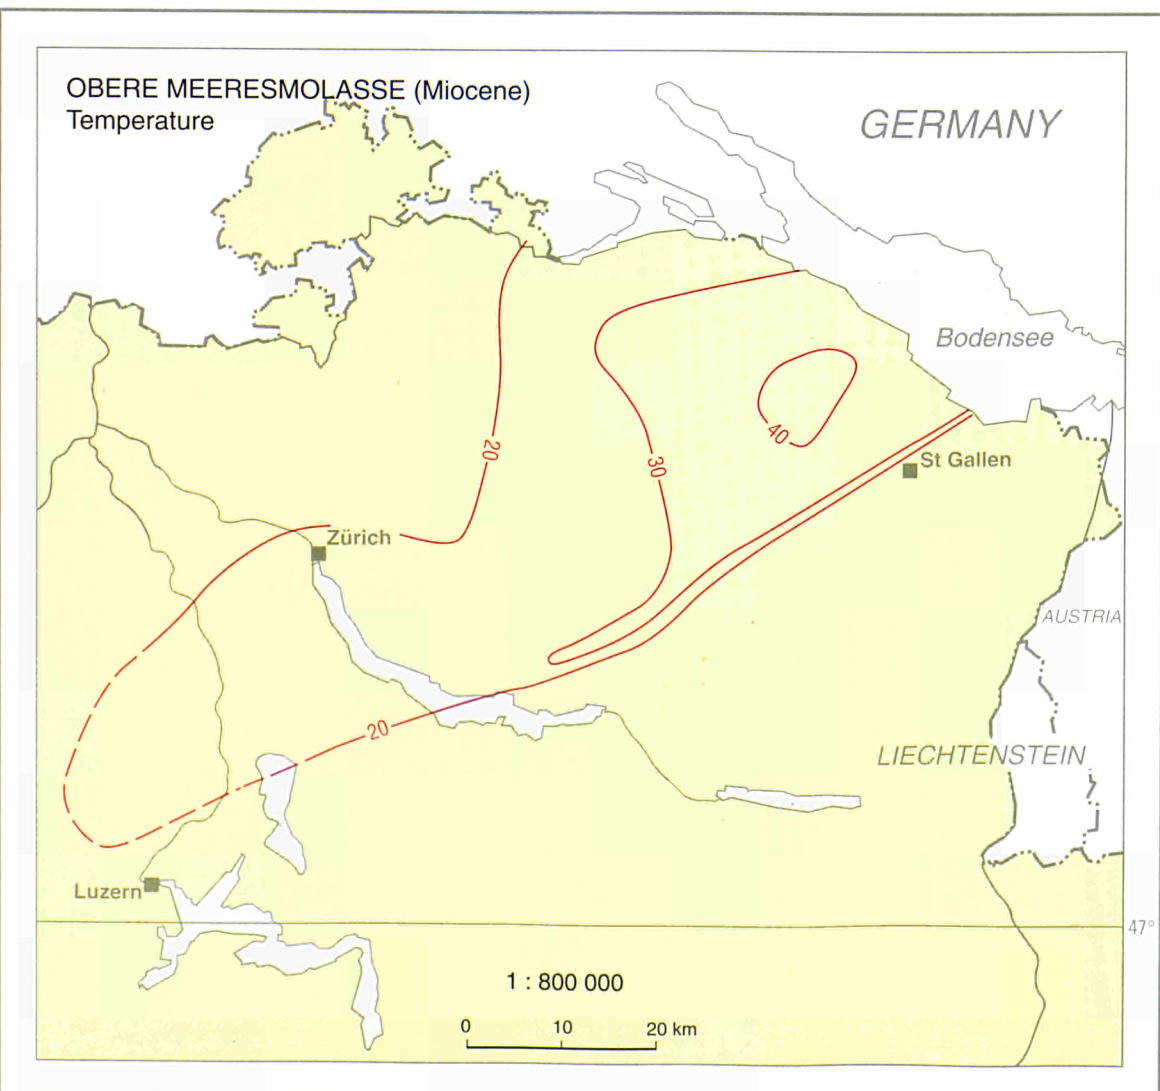 OBERE MEERESMOLASSE (Miocene)
Temperature
GERMANY
Bodensee
40
20
30
St Gallen
Zürich
AUSTRIA
20
LIECHTENSTEIN
Luzern
47°
1 : 800 000
0 10 20 km